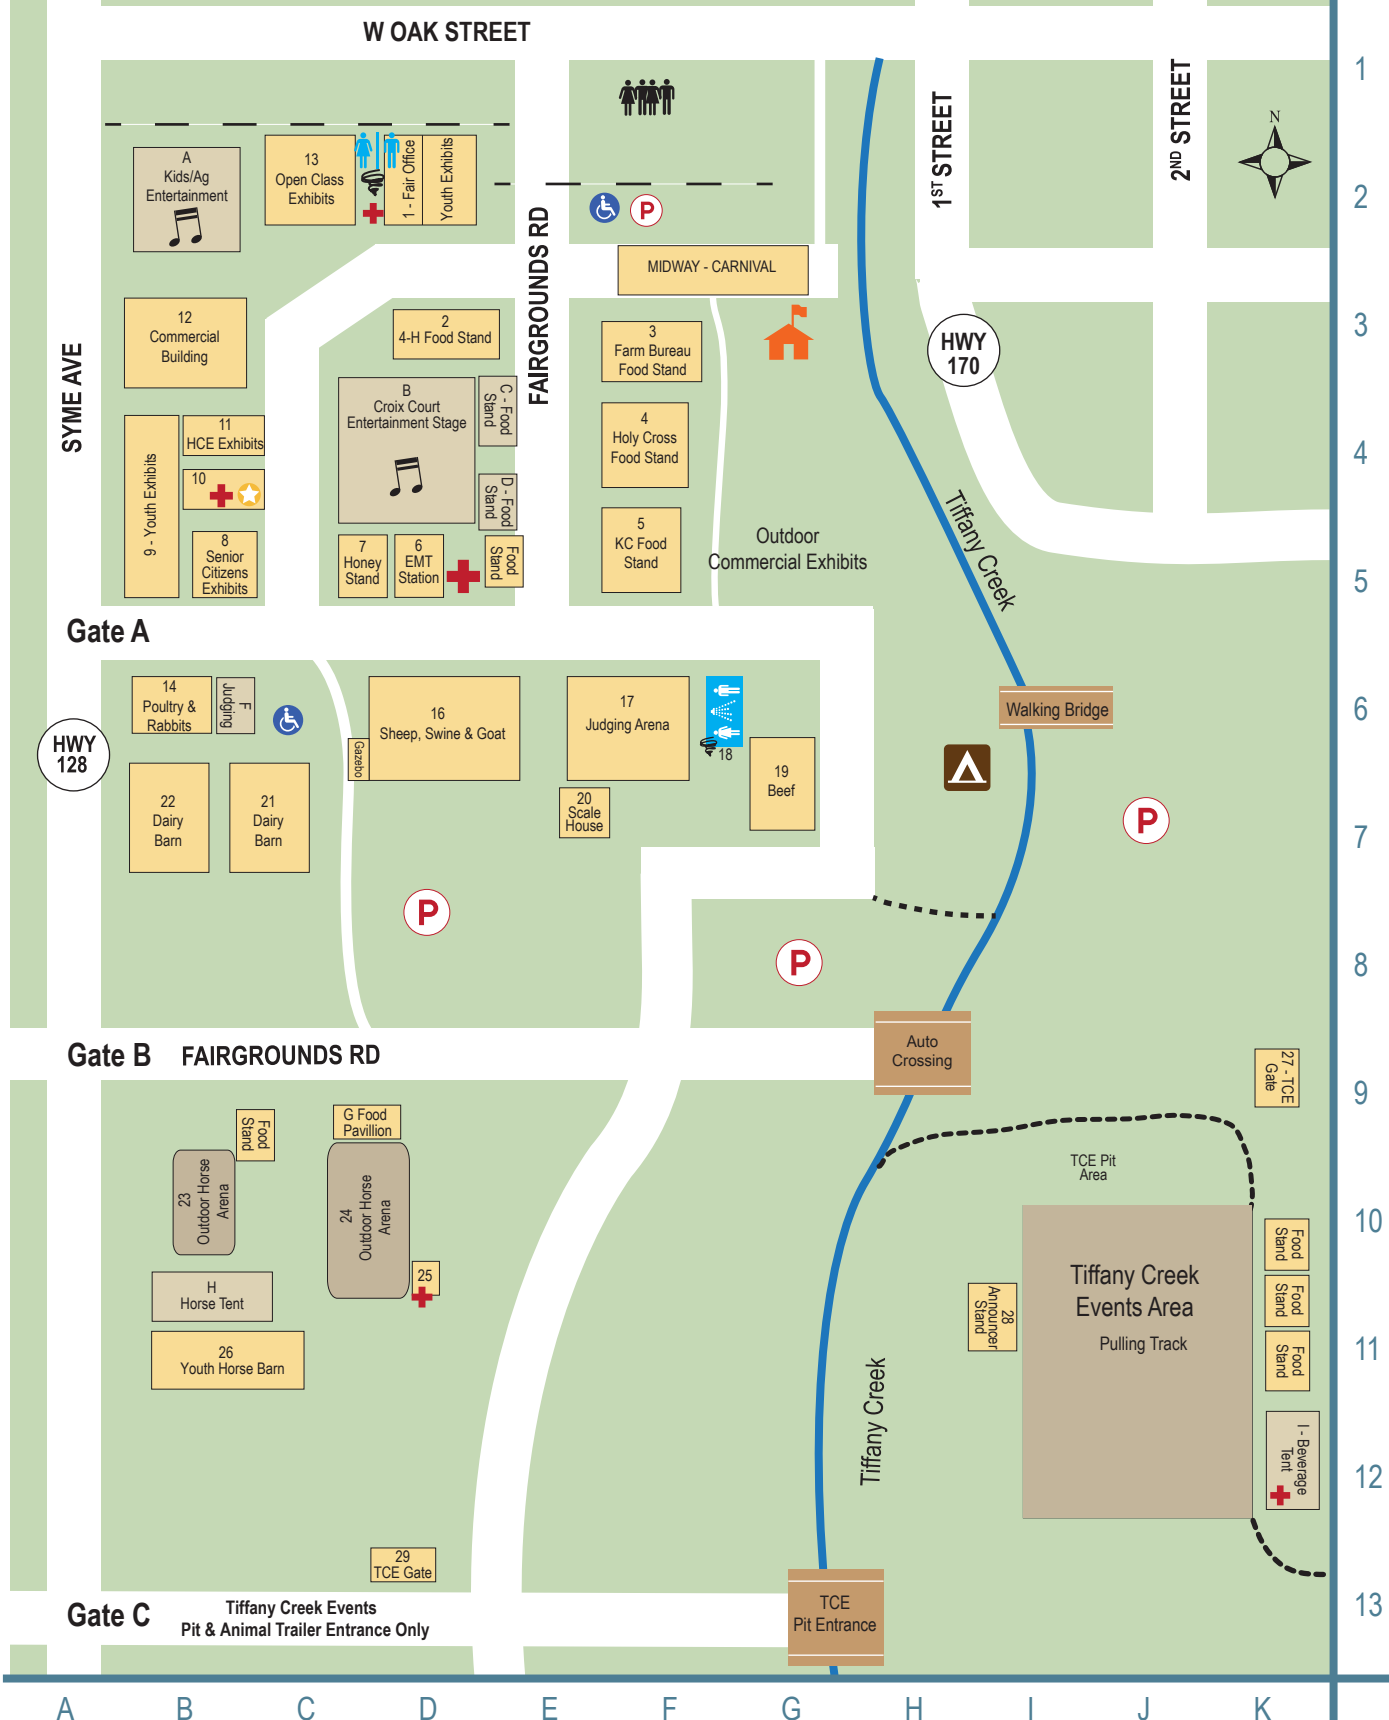 W OAK STREET
1
1ST STREET
2ND STREET
N
A
Kids/Ag
Entertainment
13
Open Class
Exhibits
1 - Fair Office
Youth Exhibits
P
2
FAIRGROUNDS RD
MIDWAY - CARNIVAL
12
Commercial
Building
2
4-H Food Stand
3
Farm Bureau
Food Stand
HWY
170
3
SYME AVE
B
Croix Court
Entertainment Stage
C - Food
Stand
4
Holy Cross
Food Stand
11
HCE Exhibits
4
9 - Youth Exhibits
10
D - Food
Stand
8
Senior
Citizens
Exhibits
7
Honey
Stand
6
EMT
Station
Food
Stand
5
KC Food
Stand
Outdoor
Commercial Exhibits
Tiffany Creek
5
Gate A
14
Poultry &
Rabbits
F
Judging
16
Sheep, Swine & Goat
Gazebo
17
Judging Arena
18
Walking Bridge
6
HWY
128
19
Beef
22
Dairy
Barn
21
Dairy
Barn
20
Scale
House
P
7
P
P
8
Gate B
FAIRGROUNDS RD
Auto
Crossing
27 - TCE
Gate
9
Food
Stand
G Food
Pavillion
TCE Pit
Area
23
Outdoor Horse
Arena
24
Outdoor Horse
Arena
Food
Stand
10
H
Horse Tent
25
28
Announcer
Stand
Tiffany Creek
Events Area
Pulling Track
Food
Stand
26
Youth Horse Barn
Food
Stand
11
Tiffany Creek
I - Beverage
Tent
12
29
TCE Gate
Gate C
Tiffany Creek Events
Pit & Animal Trailer Entrance Only
TCE
Pit Entrance
13
A
B
C
D
E
F
G
H
I
J
K